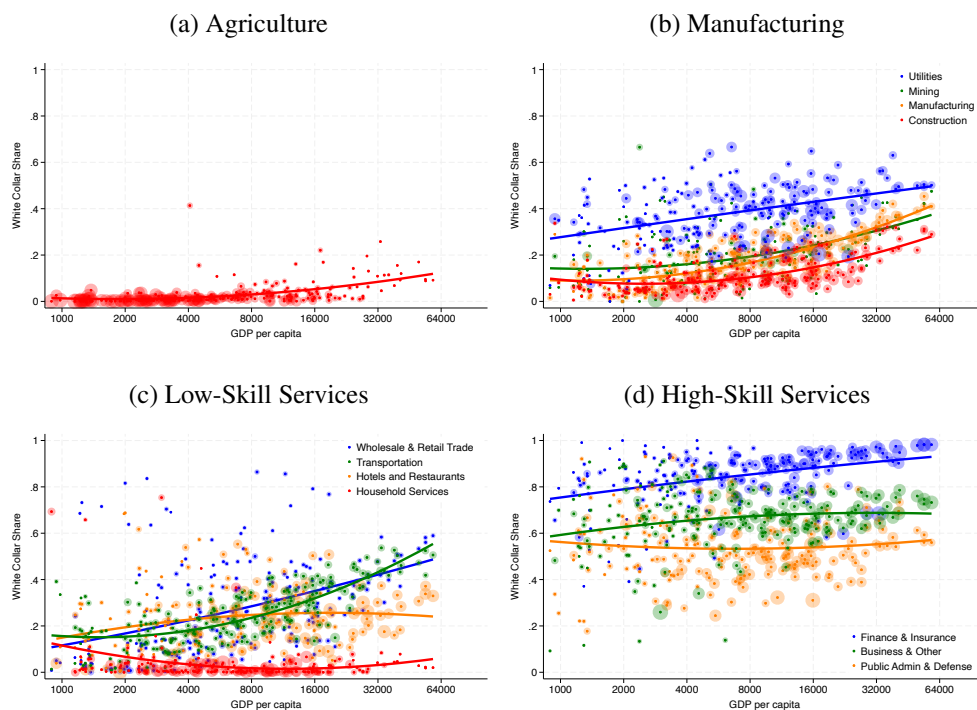 (a) Agriculture
1
.8
.6
.4
.2
0
White Collar Share
1000 2000 4000 8000 16000 32000 64000
GDP per capita
(b) Manufacturing
1
.8
.6
.4
.2
0
White Collar Share
Utilities
Mining
Manufacturing
Construction
1000 2000 4000 8000 16000 32000 64000
GDP per capita
(c) Low-Skill Services
1
.8
.6
.4
.2
0
White Collar Share
Wholesale & Retail Trade
Transportation
Hotels and Restaurants
Household Services
1000 2000 4000 8000 16000 32000 64000
GDP per capita
(d) High-Skill Services
1
.8
.6
.4
.2
0
White Collar Share
Finance & Insurance
Business & Other
Public Admin & Defense
1000 2000 4000 8000 16000 32000 64000
GDP per capita